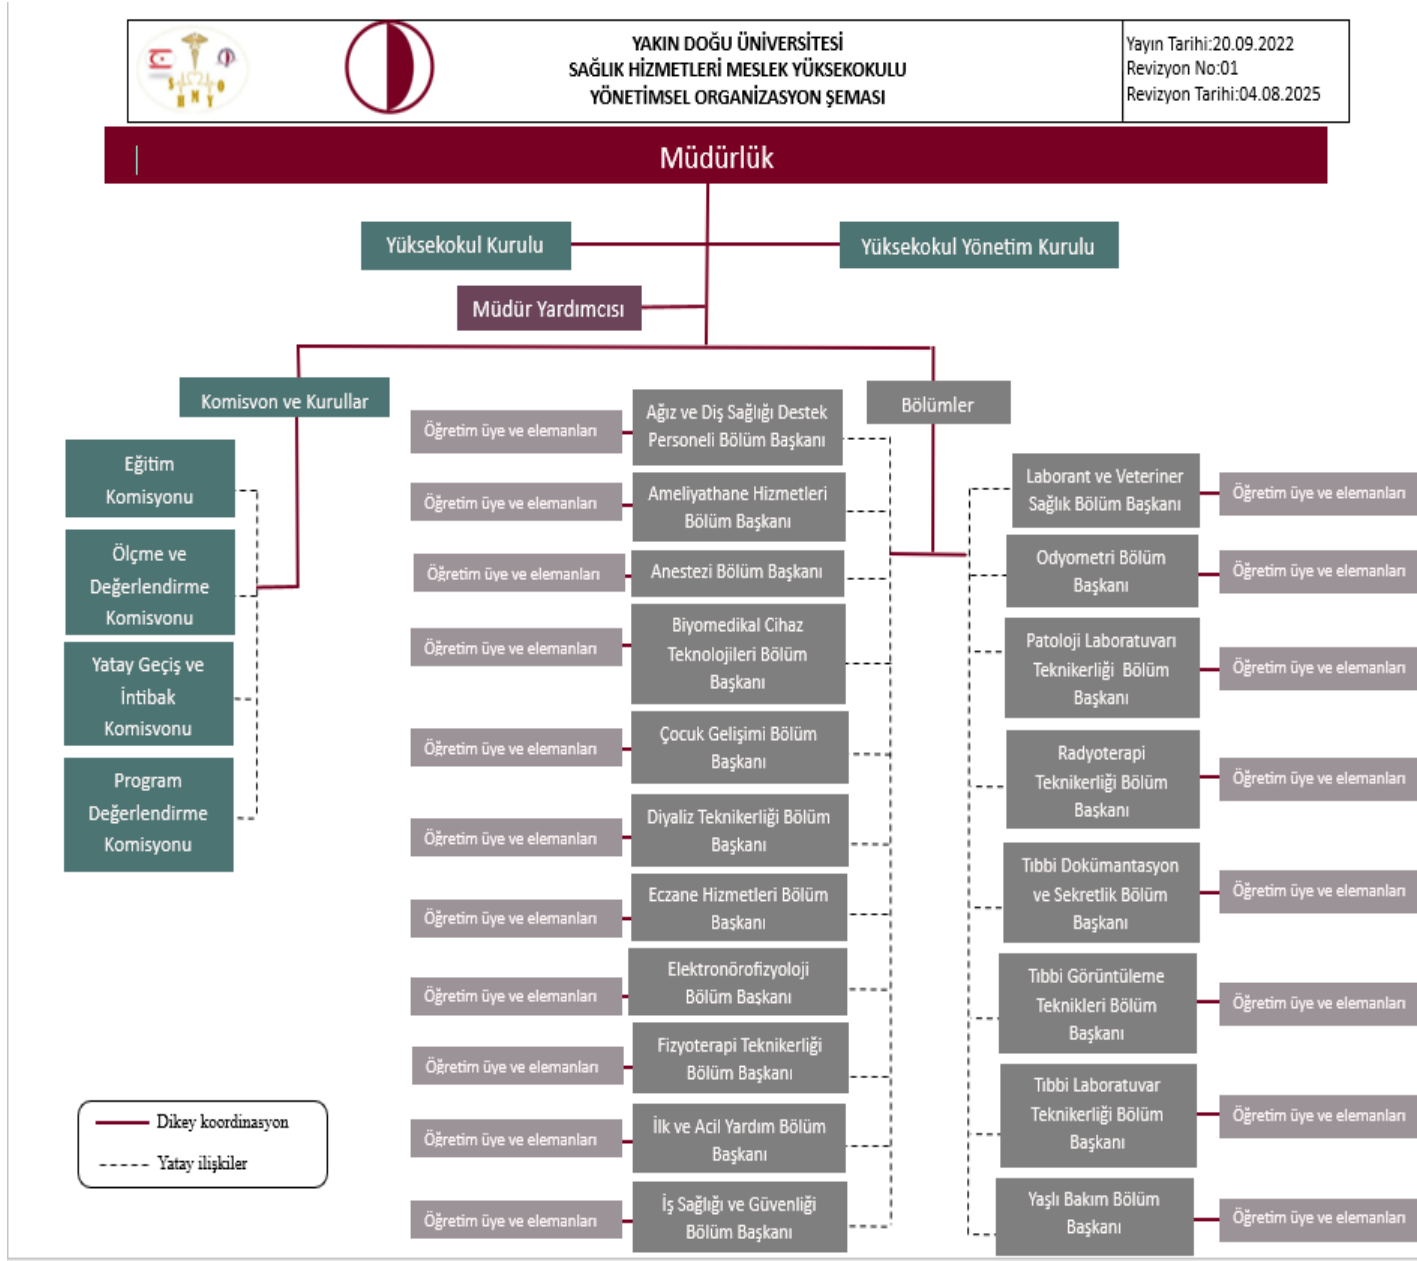 YAKIN DOĞU ÜNİVERSİTESİ
SAĞLIK HİZMETLERİ MESLEK YÜKSEKOKULU
YÖNETİMSEL ORGANİZASYON ŞEMASI
Yayın Tarihi:20.09.2022
Revizyon No:01
Revizyon Tarihi:04.08.2025
S H M Y O
Müdürlük
Yüksekokul Kurulu
Yüksekokul Yönetim Kurulu
Müdür Yardımcısı
Komisvon ve Kurullar
Bölümler
Eğitim
Komisyonu
Ölçme ve
Değerlendirme
Komisvonu
Yatay Geçiş ve
İntibak
Komisvonu
Program
Değerlendirme
Komisyonu
Öğretim üye ve elemanları
Ağız ve Diş Sağlığı Destek
Personeli Bölüm Başkanı
Öğretim üye ve elemanları
Ameliyathane Hizmetleri
Bölüm Başkanı
Öğretim üye ve elemanları
Anestezi Bölüm Başkanı
Öğretim üye ve elemanları
Biyomedikal Cihaz
Teknolojileri Bölüm
Başkanı
Öğretim üye ve elemanları
Çocuk Gelişimi Bölüm
Başkanı
Öğretim üye ve elemanları
Diyaliz Teknikerliği Bölüm
Başkanı
Öğretim üye ve elemanları
Eczane Hizmetleri Bölüm
Başkanı
Öğretim üye ve elemanları
Elektronörofizyoloji
Bölüm Başkanı
Öğretim üye ve elemanları
Fizyoterapi Teknikerliği
Bölüm Başkanı
Öğretim üye ve elemanları
İlk ve Acil Yardım Bölüm
Başkanı
Öğretim üye ve elemanları
İş Sağlığı ve Güvenliği
Bölüm Başkanı
Laborant ve Veteriner
Sağlık Bölüm Başkanı
Öğretim üye ve elemanları
Odyometri Bölüm
Başkanı
Öğretim üye ve elemanları
Patoloji Laboratuvarı
Teknikerliği Bölüm
Başkanı
Öğretim üye ve elemanları
Radyoterapi
Teknikerliği Bölüm
Başkanı
Öğretim üye ve elemanları
Tıbbi Dokümantasyon
ve Sekretlik Bölüm
Başkanı
Öğretim üye ve elemanları
Tıbbi Görüntüleme
Teknikleri Bölüm
Başkanı
Öğretim üye ve elemanları
Tıbbi Laboratuvar
Teknikerliği Bölüm
Başkanı
Öğretim üye ve elemanları
Yaşlı Bakım Bölüm
Başkanı
Öğretim üye ve elemanları
Dikey koordinasyon
Yatay ilişkiler